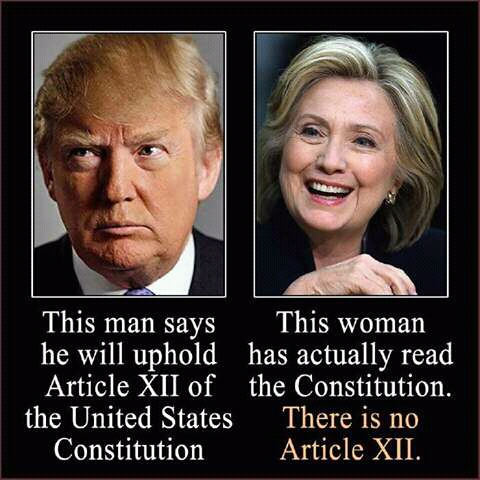 This man says
he will uphold
Article XII of
the United States
Constitution
This woman
has actually read
the Constitution.
There is no
Article XII.